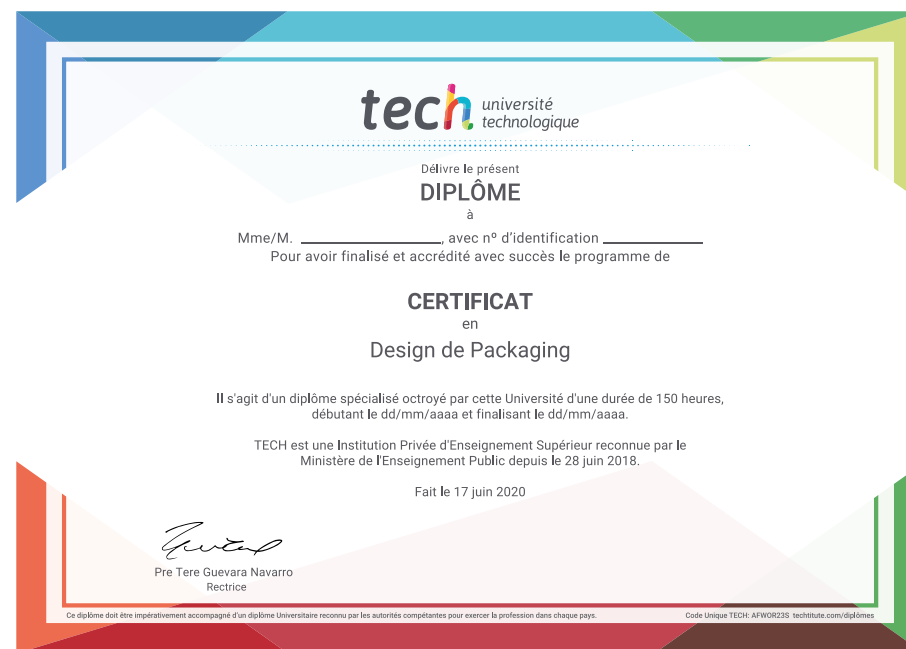 tech université
technologique
Délivre le présent
DIPLÔME
à
Mme/M. ____________________, avec nº d'identification ______________
Pour avoir finalisé et accrédité avec succès le programme de
CERTIFICAT
en
Design de Packaging
Il s'agit d'un diplôme spécialisé octroyé par cette Université d'une durée de 150 heures,
débutant le dd/mm/aaaa et finalisant le dd/mm/aaaa.
TECH est une Institution Privée d'Enseignement Supérieur reconnue par le
Ministère de l'Enseignement Public depuis le 28 juin 2018.
Fait le 17 juin 2020
Pre Tere Guevara Navarro
Rectrice
Ce diplôme doit être impérativement accompagné d'un diplôme Universitaire reconnu par les autorités compétantes pour exercer la profession dans chaque pays. Code Unique TECH: AFWOR23S techtitute.com/diplômes